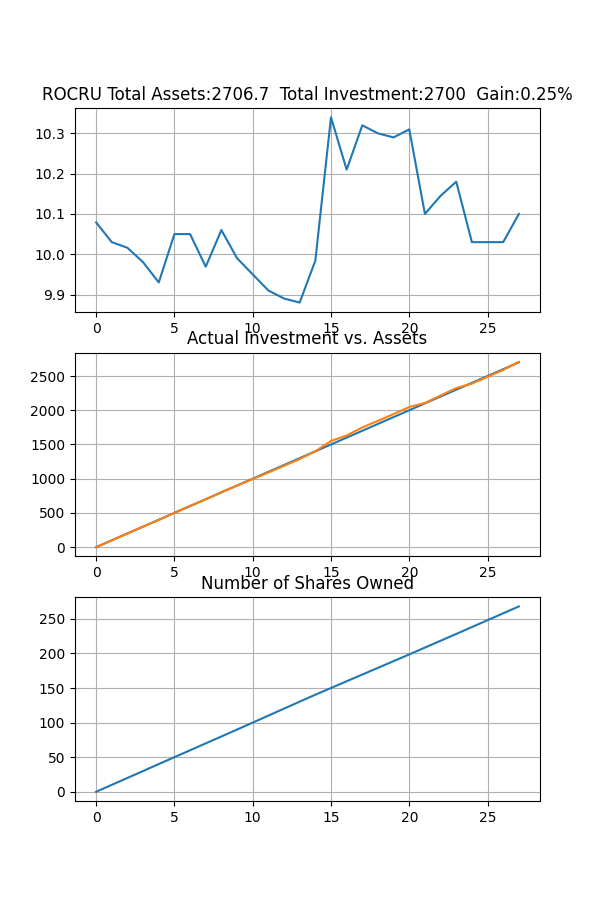 ROCRU Total Assets:2706.7  Total Investment:2700  Gain:0.25%
10.3
10.2
10.1
10.0
9.9
0 5 10 15 20 25
Actual Investment vs. Assets
2500
2000
1500
1000
500
0
0 5 10 15 20 25
Number of Shares Owned
250
200
150
100
50
0
0 5 10 15 20 25